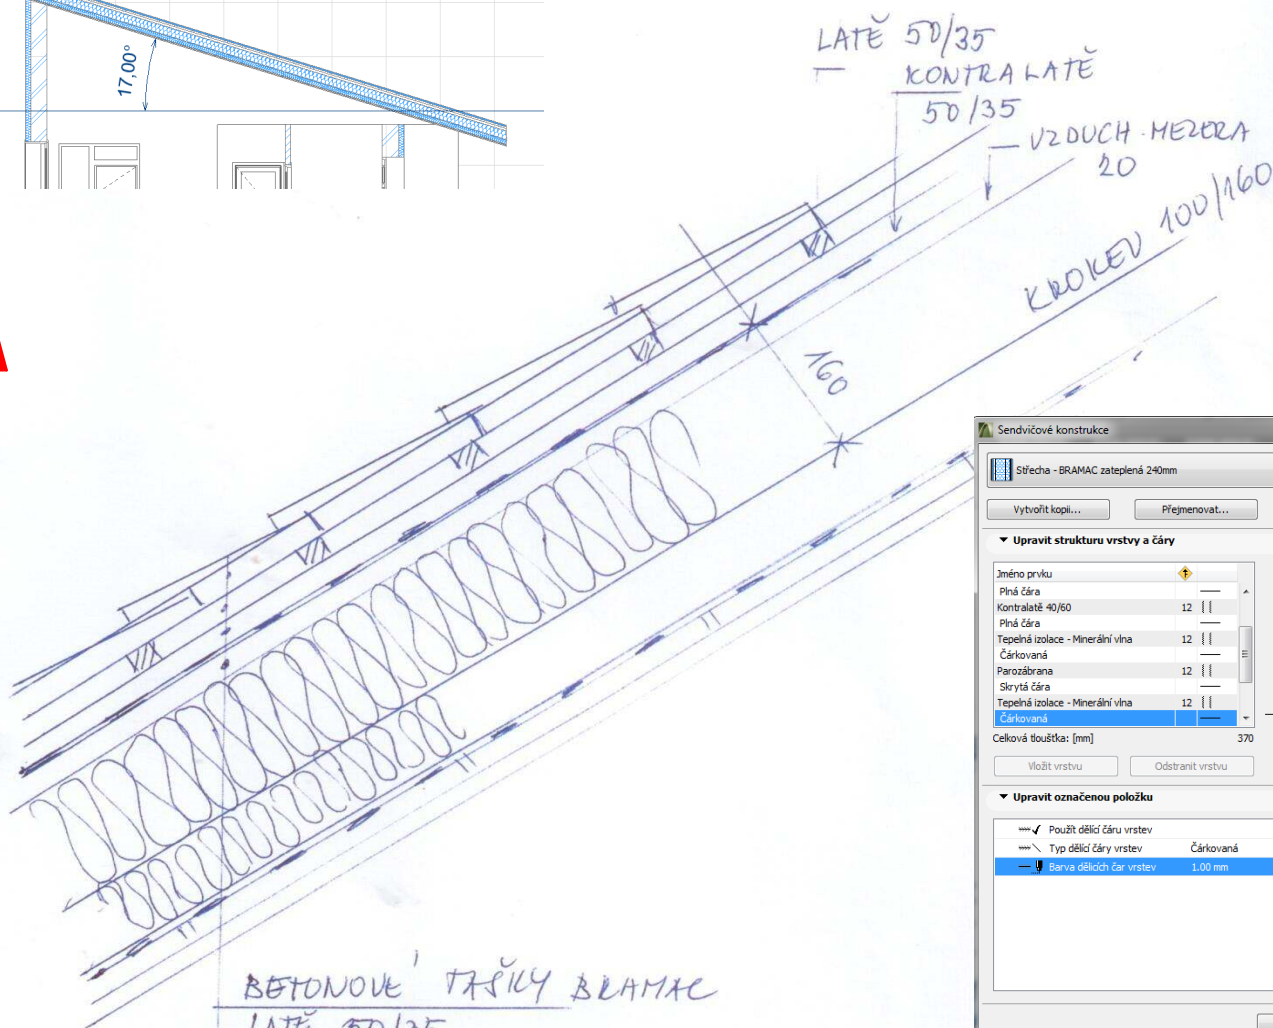 17,00°
LATĚ 50/35
KONTRALATĚ
50/35
VZDUCH. MEZERA
20
KROKEV 100/160
160
BETONOVÉ TAŠKY BRAMAC
LATĚ 50/35
Sendvičové konstrukce
Střecha - BRAMAC zateplená 240mm
Vytvořit kopii... Přejmenovat...
Upravit strukturu vrstvy a čáry
Jméno prvku
Plná čára
Kontralatě 40/60 12
Plná čára
Tepelná izolace - Minerální vlna 12
Čárkovaná
Parozábrana 12
Skrytá čára
Tepelná izolace - Minerální vlna 12
Čárkovaná
Celková tloušťka: [mm] 370
Vložit vrstvu Odstranit vrstvu
Upravit označenou položku
Použít dělící čáru vrstev
Typ dělící čáry vrstev Čárkovaná
Barva dělicích čar vrstev 1.00 mm